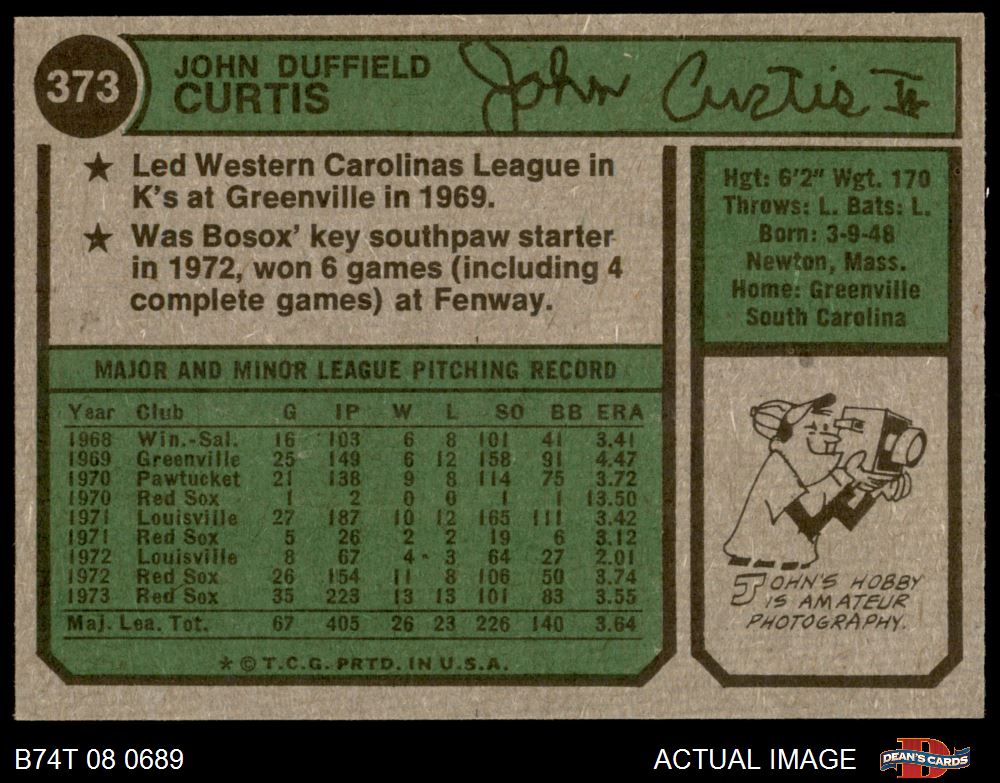 373
JOHN DUFFIELD
CURTIS
John Curtis II
★ Led Western Carolinas League in
K's at Greenville in 1969.
★ Was Bosox' key southpaw starter
in 1972, won 6 games (including 4
complete games) at Fenway.
Hgt: 6'2" Wgt. 170
Throws: L. Bats: L.
Born: 3-9-48
Newton, Mass.
Home: Greenville
South Carolina
MAJOR AND MINOR LEAGUE PITCHING RECORD
Year Club G IP W L SO BB ERA
1968 Win.-Sal. 16 103 6 8 101 41 3.41
1969 Greenville 25 149 6 12 158 91 4.47
1970 Pawtucket 21 138 9 8 114 75 3.72
1970 Red Sox 1 2 0 0 1 1 13.50
1971 Louisville 27 187 10 12 165 111 3.42
1971 Red Sox 5 26 2 2 19 6 3.12
1972 Louisville 8 67 4 3 64 27 2.01
1972 Red Sox 26 154 11 8 106 50 3.74
1973 Red Sox 35 223 13 13 101 83 3.55
Maj. Lea. Tot. 67 405 26 23 226 140 3.64
* © T.C.G. PRTD. IN U.S.A.
JOHN'S HOBBY
IS AMATEUR
PHOTOGRAPHY.
B74T 08 0689
ACTUAL IMAGE
DEAN'S CARDS